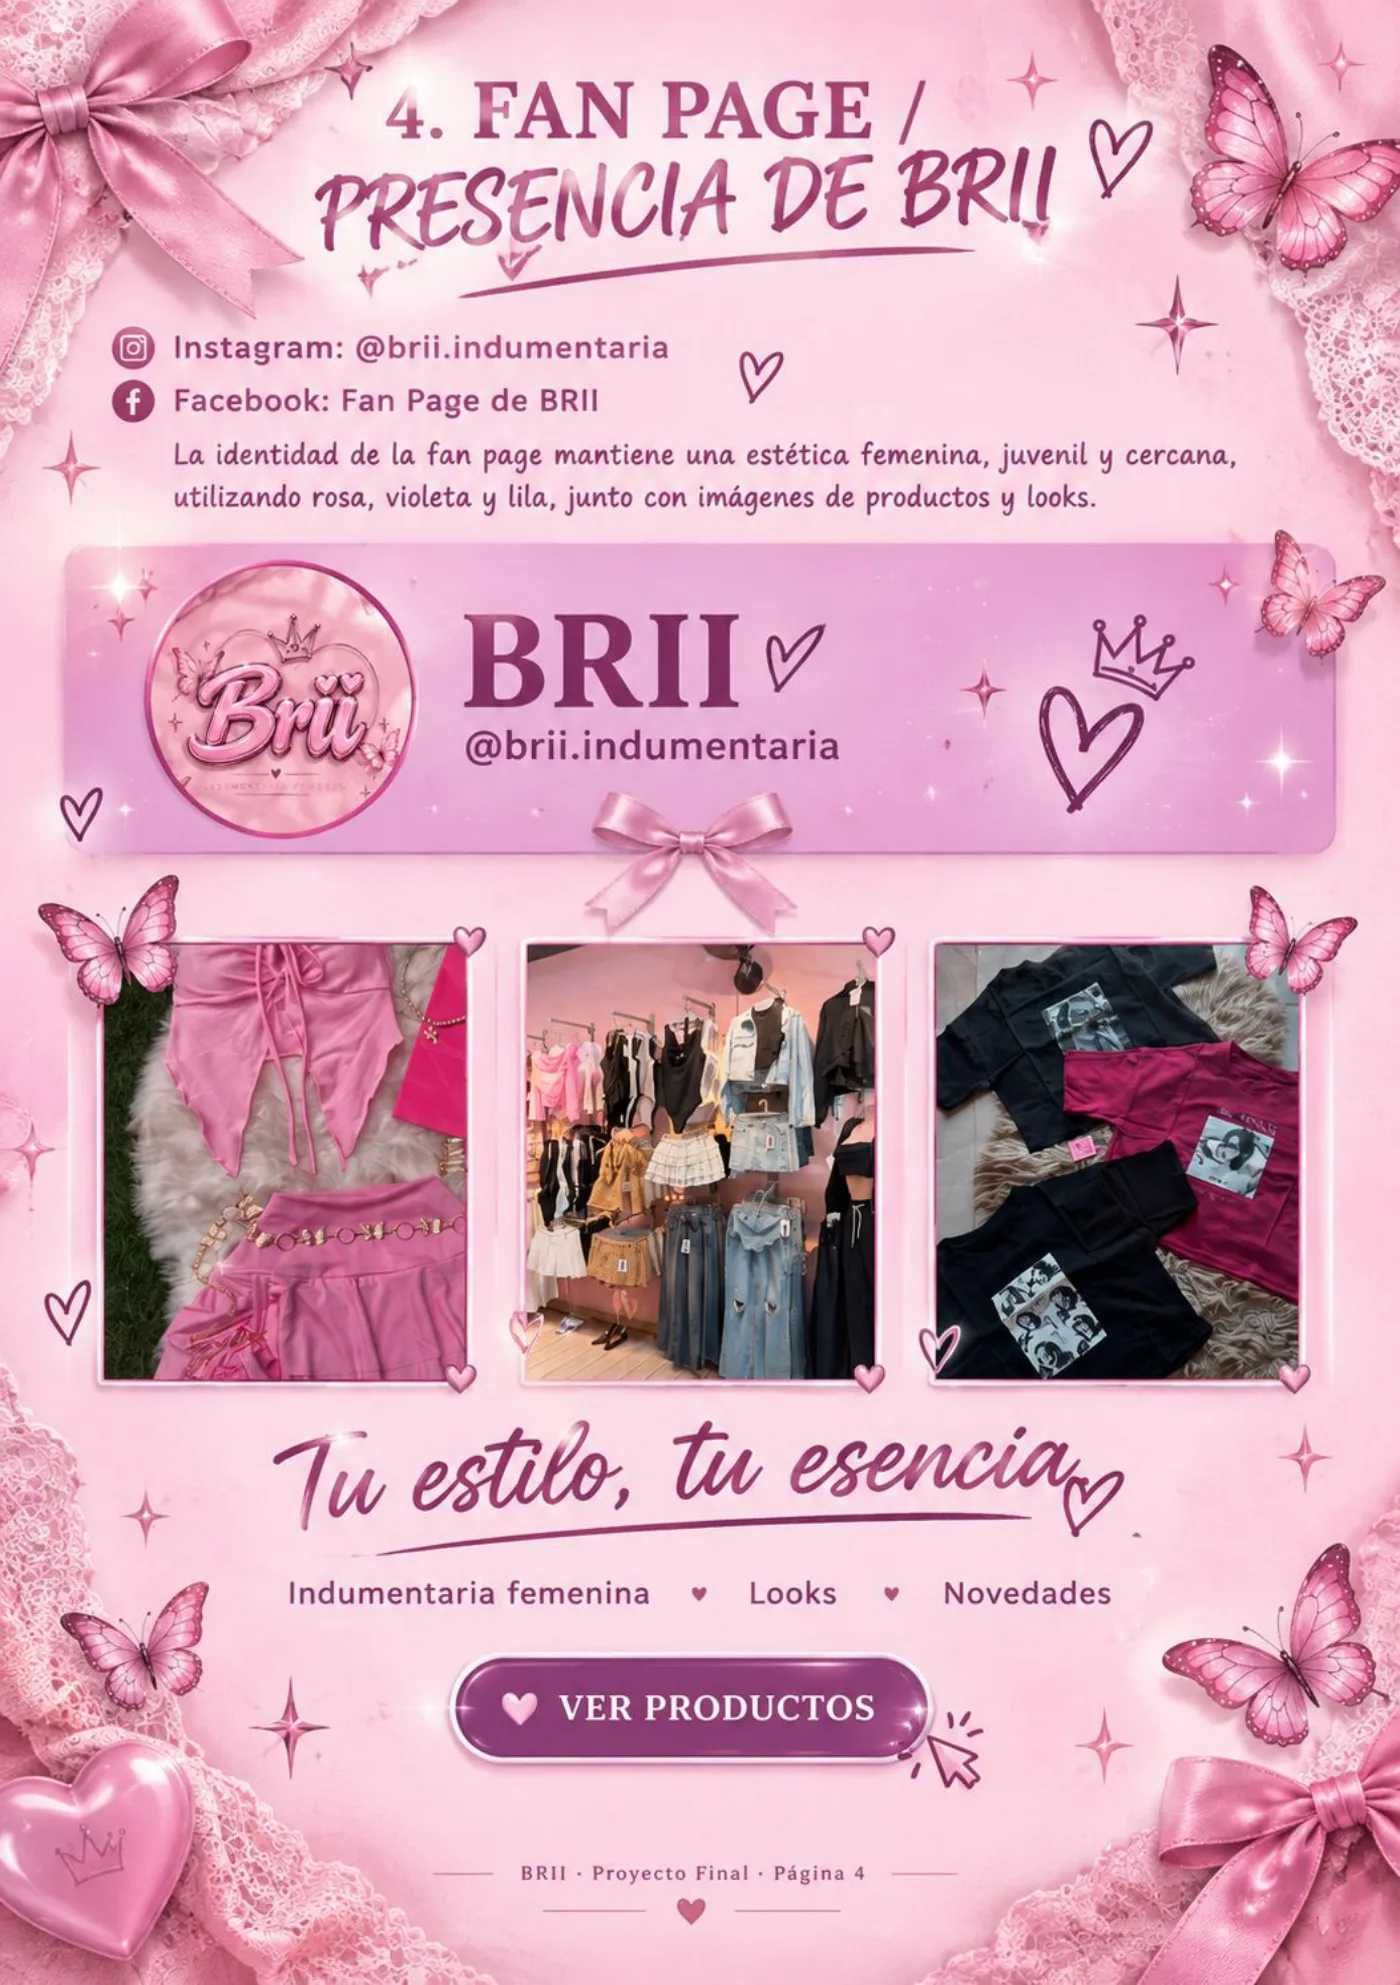 4. FAN PAGE /
PRESENCIA DE BRII
Instagram: @brii.indumentaria
Facebook: Fan Page de BRII
La identidad de la fan page mantiene una estética femenina, juvenil y cercana,
utilizando rosa, violeta y lila, junto con imágenes de productos y looks.
Brii
BRII
@brii.indumentaria
Tu estilo, tu esencia
Indumentaria femenina ♥ Looks ♥ Novedades
VER PRODUCTOS
BRII · Proyecto Final · Página 4